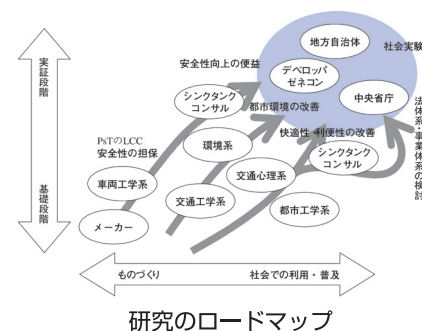 地方自治体
社会実験
安全性向上の便益
デベロッパ
ゼネコン
実証段階
シンクタンク
コンサル
中央省庁
都市環境の改善
法体系・事業体系の検討
快適性・利便性の改善
PsTのLCC
安全性の担保
環境系
シンクタンク
コンサル
車両工学系
交通心理系
基礎段階
交通工学系
都市工学系
メーカー
ものづくり
社会での利用・普及
研究のロードマップ